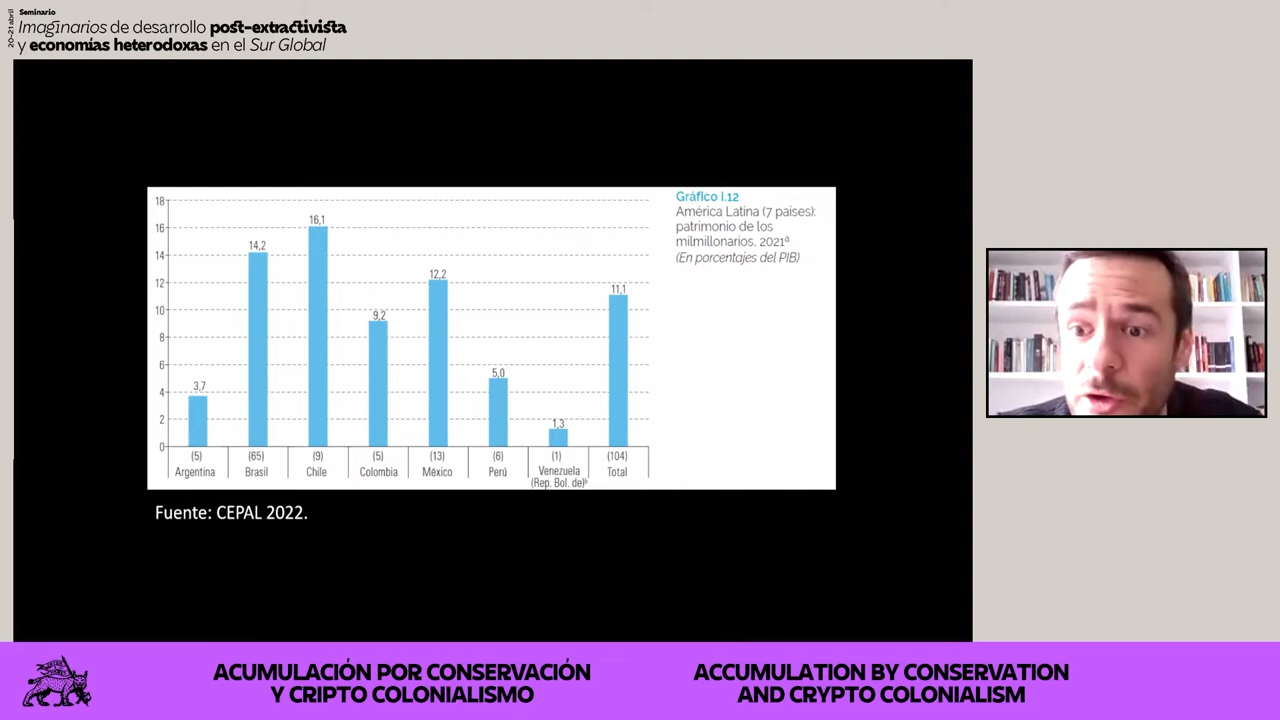 20-21 abril
Seminario
Imaginarios de desarrollo post-extractivista
y economías heterodoxas en el Sur Global
18
16
14
12
10
8
6
4
2
0
3,7
14,2
16,1
9,2
12,2
5,0
1,3
11,1
(5)
(65)
(9)
(5)
(13)
(6)
(1)
(104)
Argentina
Brasil
Chile
Colombia
México
Perú
Venezuela
(Rep. Bol. de)ᵇ
Total
Gráfico I.12
América Latina (7 países):
patrimonio de los
milmillonarios, 2021ª
(En porcentajes del PIB)
Fuente: CEPAL 2022.
ACUMULACIÓN POR CONSERVACIÓN
Y CRIPTO COLONIALISMO
ACCUMULATION BY CONSERVATION
AND CRYPTO COLONIALISM